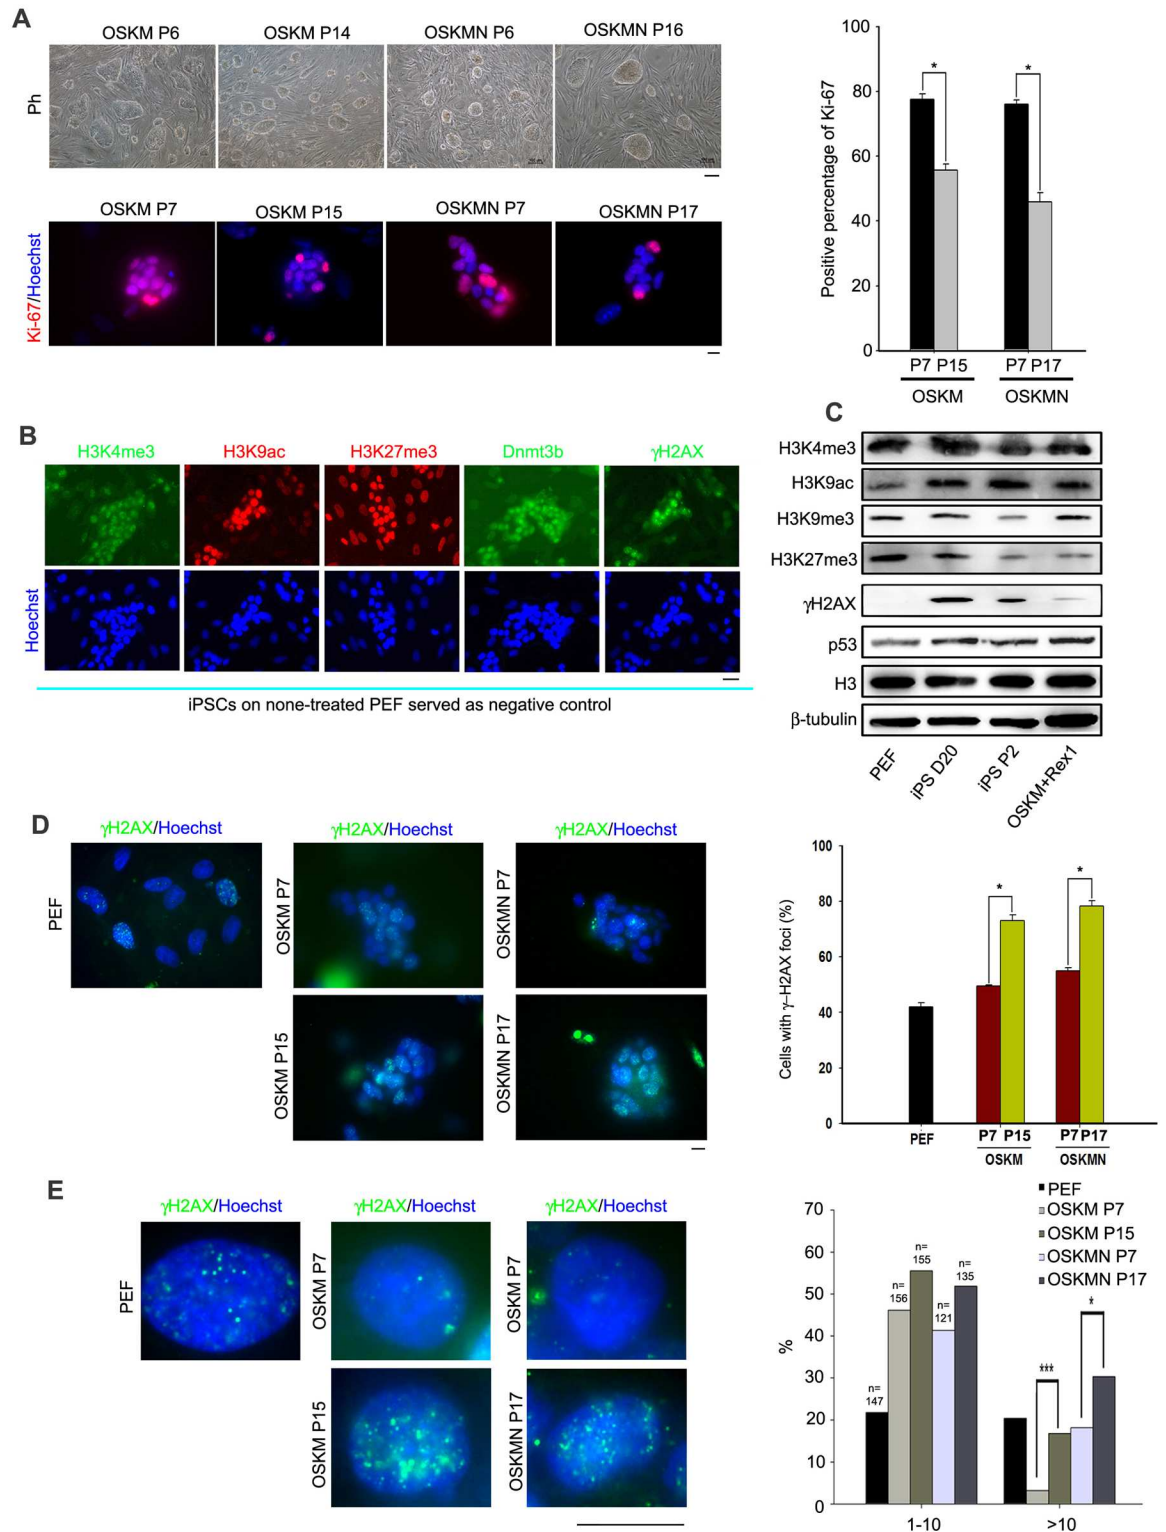 A
OSKM P6
OSKM P14
OSKMN P6
OSKMN P16
Ph
OSKM P7
OSKM P15
OSKMN P7
OSKMN P17
Ki-67/Hoechst
100
80
60
40
20
0
Positive percentage of Ki-67
*
*
P7 P15
P7 P17
OSKM
OSKMN
B
H3K4me3
H3K9ac
H3K27me3
Dnmt3b
γH2AX
Hoechst
iPSCs on none-treated PEF served as negative control
C
H3K4me3
H3K9ac
H3K9me3
H3K27me3
γH2AX
p53
H3
β-tubulin
PEF
iPS D20
iPS P2
OSKM+Rex1
D
γH2AX/Hoechst
γH2AX/Hoechst
γH2AX/Hoechst
PEF
OSKM P7
OSKMN P7
OSKM P15
OSKMN P17
100
80
60
40
20
0
Cells with γ–H2AX foci (%)
*
*
PEF
P7 P15
P7 P17
OSKM
OSKMN
E
γH2AX/Hoechst
γH2AX/Hoechst
γH2AX/Hoechst
PEF
OSKM P7
OSKM P7
OSKM P15
OSKMN P17
PEF
OSKM P7
OSKM P15
OSKMN P7
OSKMN P17
70
60
50
40
30
20
10
0
%
n=
147
n=
156
n=
155
n=
121
n=
135
***
*
1-10
>10